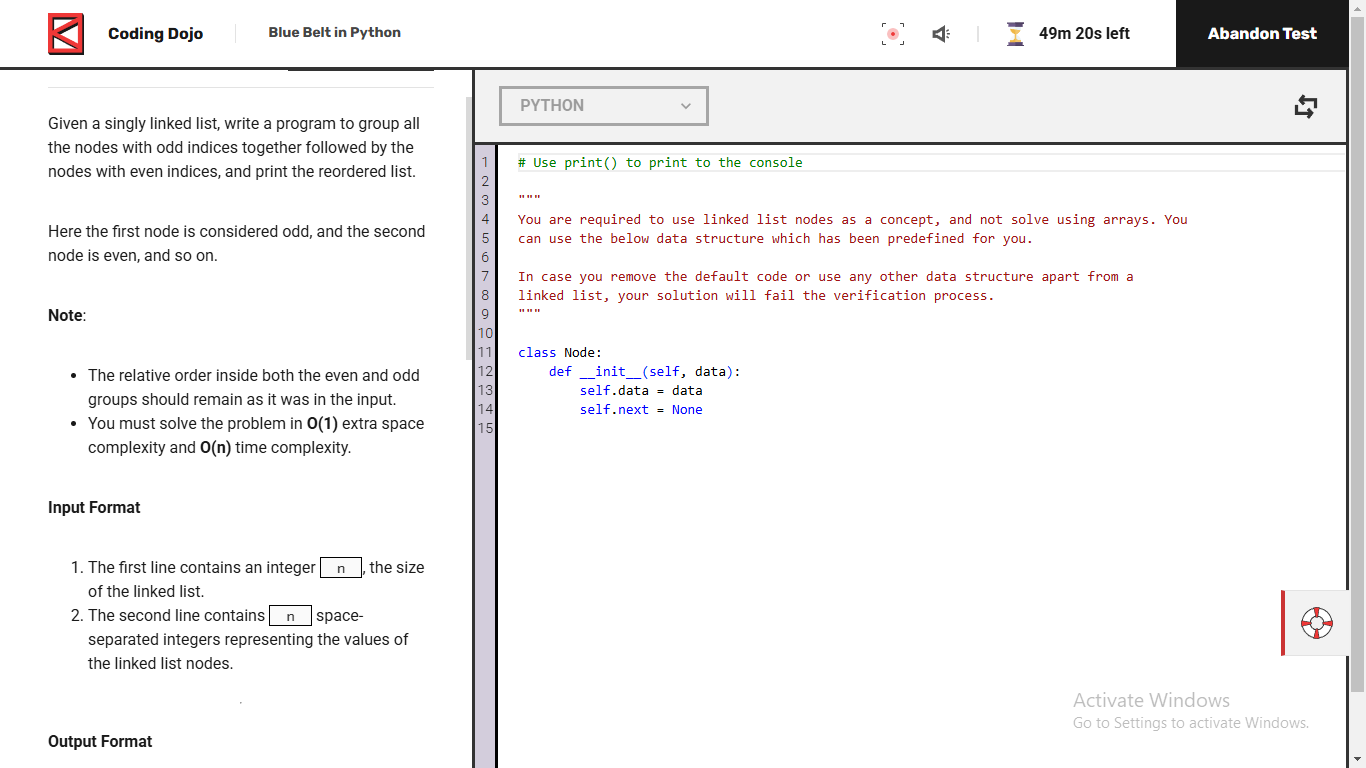 Coding Dojo
Blue Belt in Python
49m 20s left
Abandon Test
Given a singly linked list, write a program to group all
the nodes with odd indices together followed by the
nodes with even indices, and print the reordered list.
Here the first node is considered odd, and the second
node is even, and so on.
Note:
• The relative order inside both the even and odd
groups should remain as it was in the input.
• You must solve the problem in O(1) extra space
complexity and O(n) time complexity.
Input Format
1. The first line contains an integer n, the size
of the linked list.
2. The second line contains n space-
separated integers representing the values of
the linked list nodes.
Output Format
PYTHON
1 # Use print() to print to the console
2
3 """
4 You are required to use linked list nodes as a concept, and not solve using arrays. You
5 can use the below data structure which has been predefined for you.
6
7 In case you remove the default code or use any other data structure apart from a
8 linked list, your solution will fail the verification process.
9 """
10
11 class Node:
12     def __init__(self, data):
13         self.data = data
14         self.next = None
15
Activate Windows
Go to Settings to activate Windows.